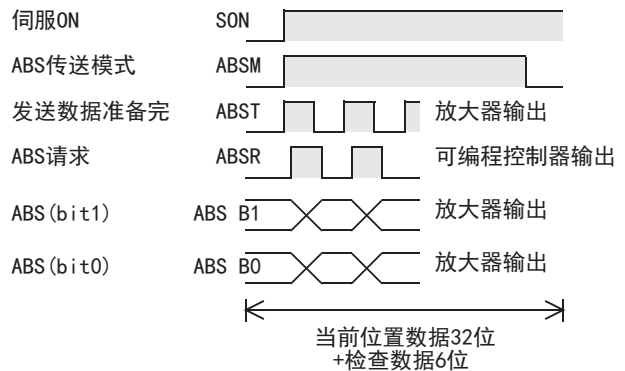 伺服ON SON
ABS传送模式 ABSM
发送数据准备完 ABST 放大器输出
ABS请求 ABSR 可编程控制器输出
ABS(bit1) ABS B1 放大器输出
ABS(bit0) ABS B0 放大器输出
当前位置数据32位
+检查数据6位